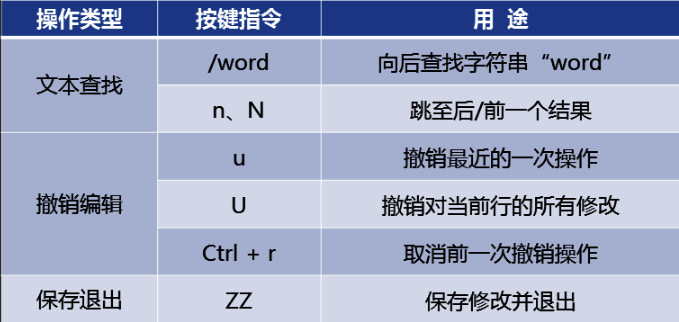 操作类型 按键指令 用 途
文本查找 /word 向后查找字符串“word”
n、N 跳至后/前一个结果
撤销编辑 u 撤销最近的一次操作
U 撤销对当前行的所有修改
Ctrl + r 取消前一次撤销操作
保存退出 ZZ 保存修改并退出